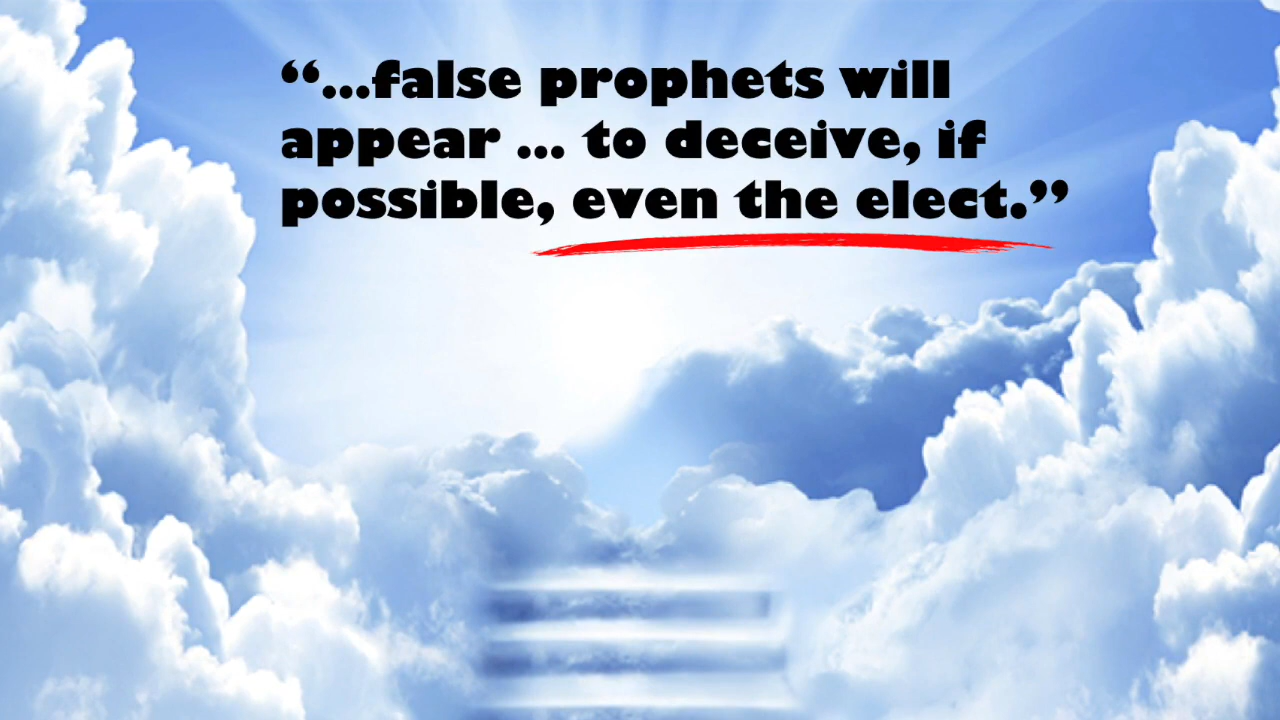 “...false prophets will
appear ... to deceive, if
possible, even the elect.”